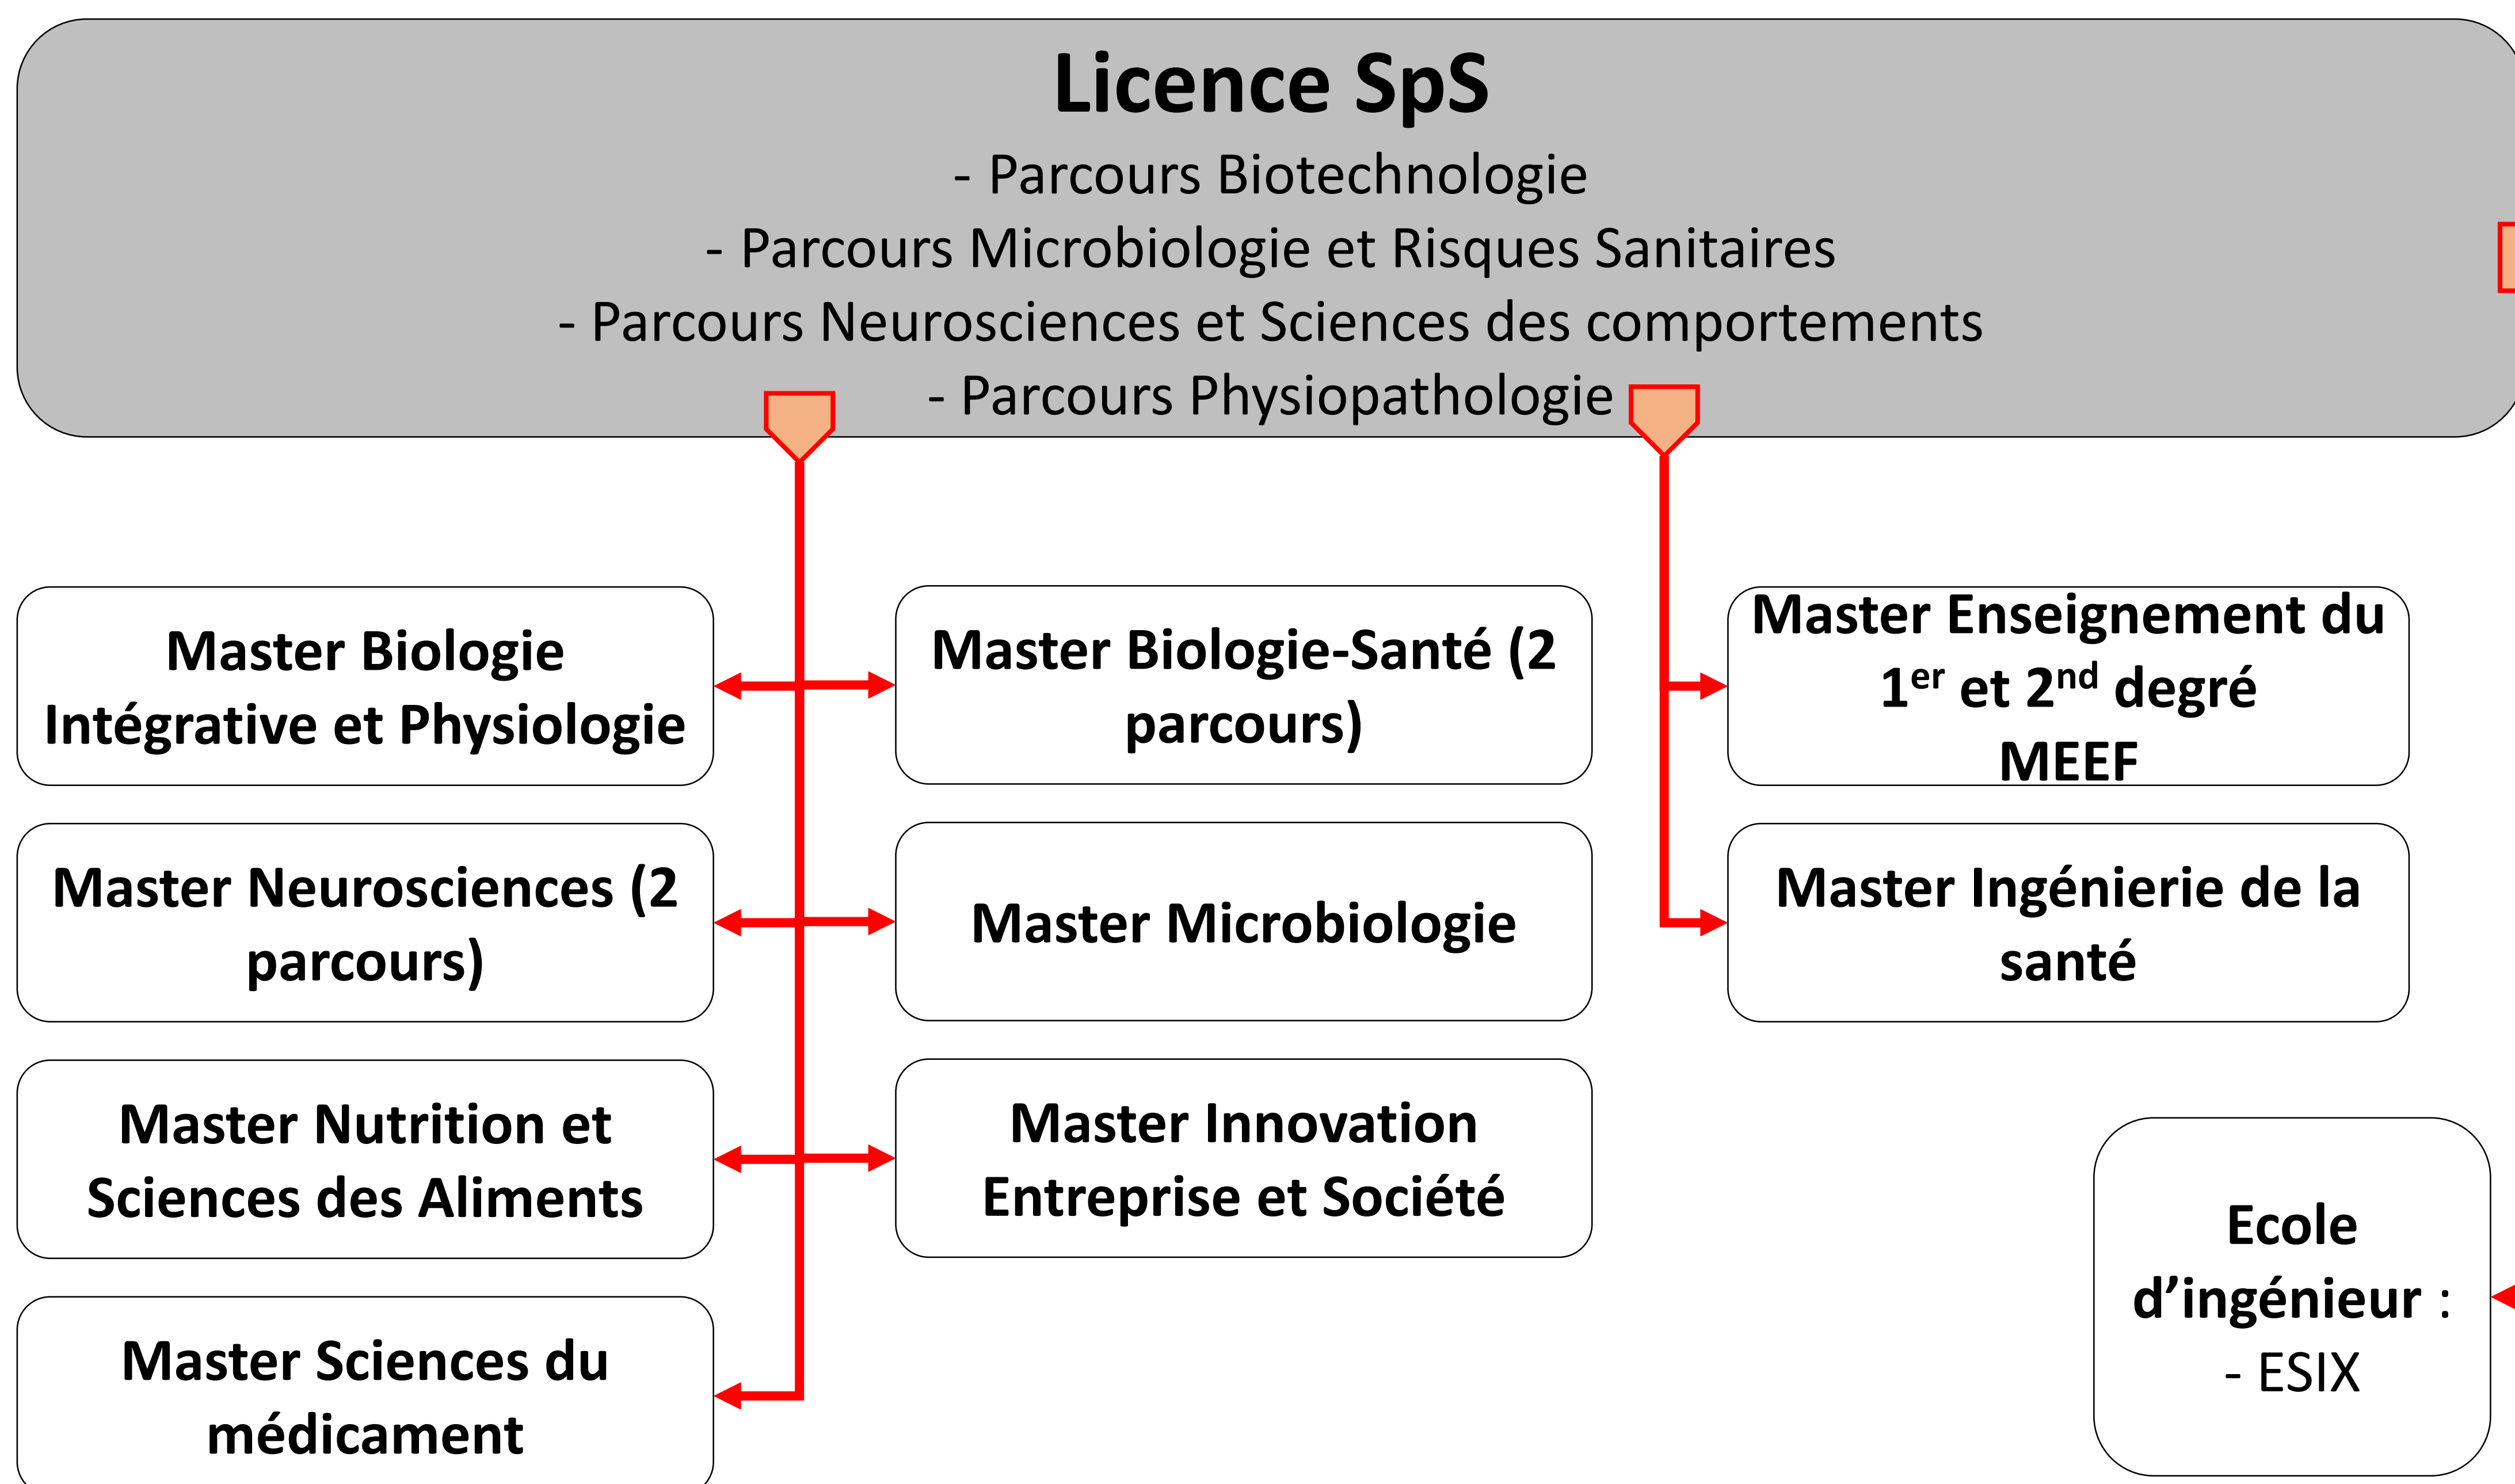 Licence SpS
- Parcours Biotechnologie
- Parcours Microbiologie et Risques Sanitaires
- Parcours Neurosciences et Sciences des comportements
- Parcours Physiopathologie
Master Biologie
Intégrative et Physiologie
Master Biologie-Santé (2
parcours)
Master Enseignement du
1er et 2nd degré
MEEF
Master Neurosciences (2
parcours)
Master Microbiologie
Master Ingénierie de la
santé
Master Nutrition et
Sciences des Aliments
Master Innovation
Entreprise et Société
Ecole
d’ingénieur :
- ESIX
Master Sciences du
médicament